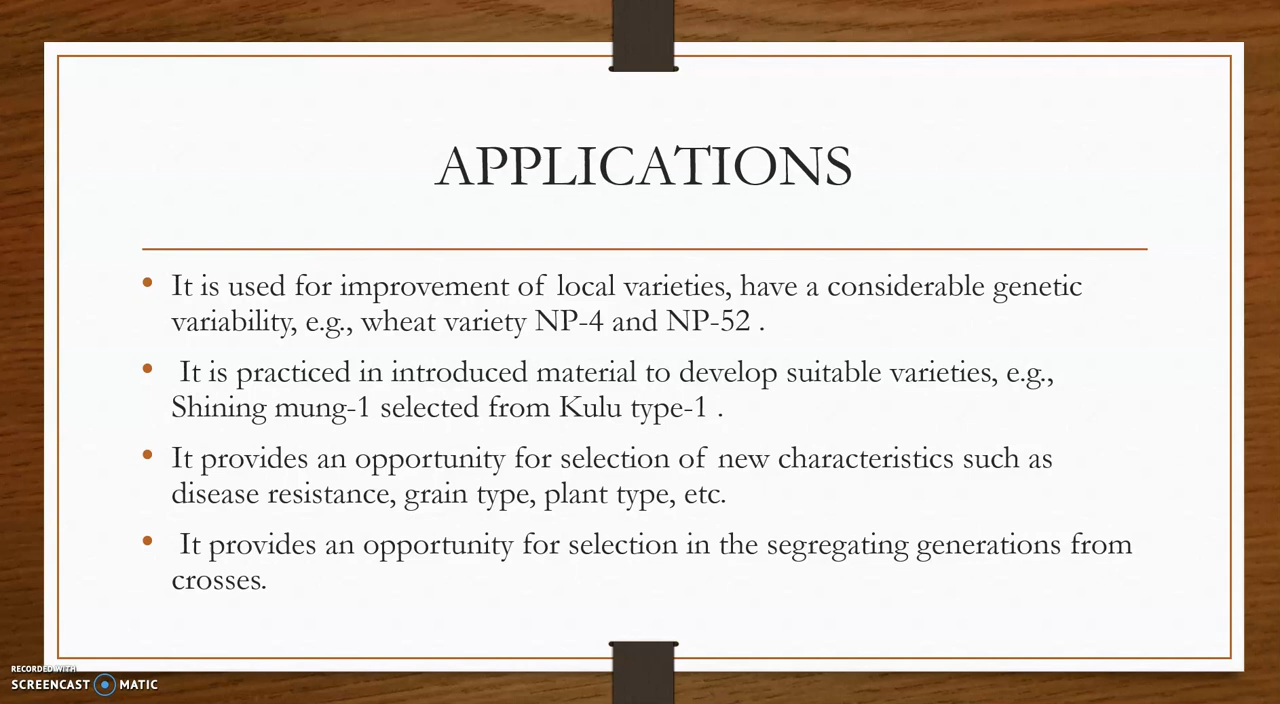 APPLICATIONS
• It is used for improvement of local varieties, have a considerable genetic
variability, e.g., wheat variety NP-4 and NP-52 .
• It is practiced in introduced material to develop suitable varieties, e.g.,
Shining mung-1 selected from Kulu type-1 .
• It provides an opportunity for selection of new characteristics such as
disease resistance, grain type, plant type, etc.
• It provides an opportunity for selection in the segregating generations from
crosses.
RECORDED WITH
SCREENCAST MATIC